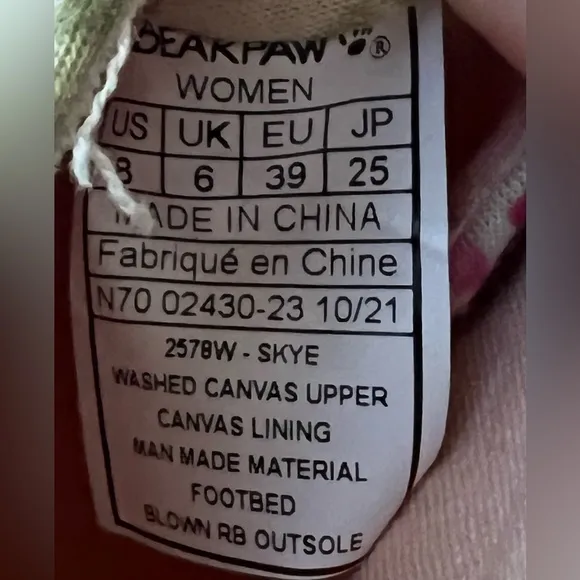 BEARPAW ®
WOMEN
US UK EU JP
8 6 39 25
MADE IN CHINA
Fabriqué en Chine
N70 02430-23 10/21
2578W - SKYE
WASHED CANVAS UPPER
CANVAS LINING
MAN MADE MATERIAL
FOOTBED
BLOWN RB OUTSOLE